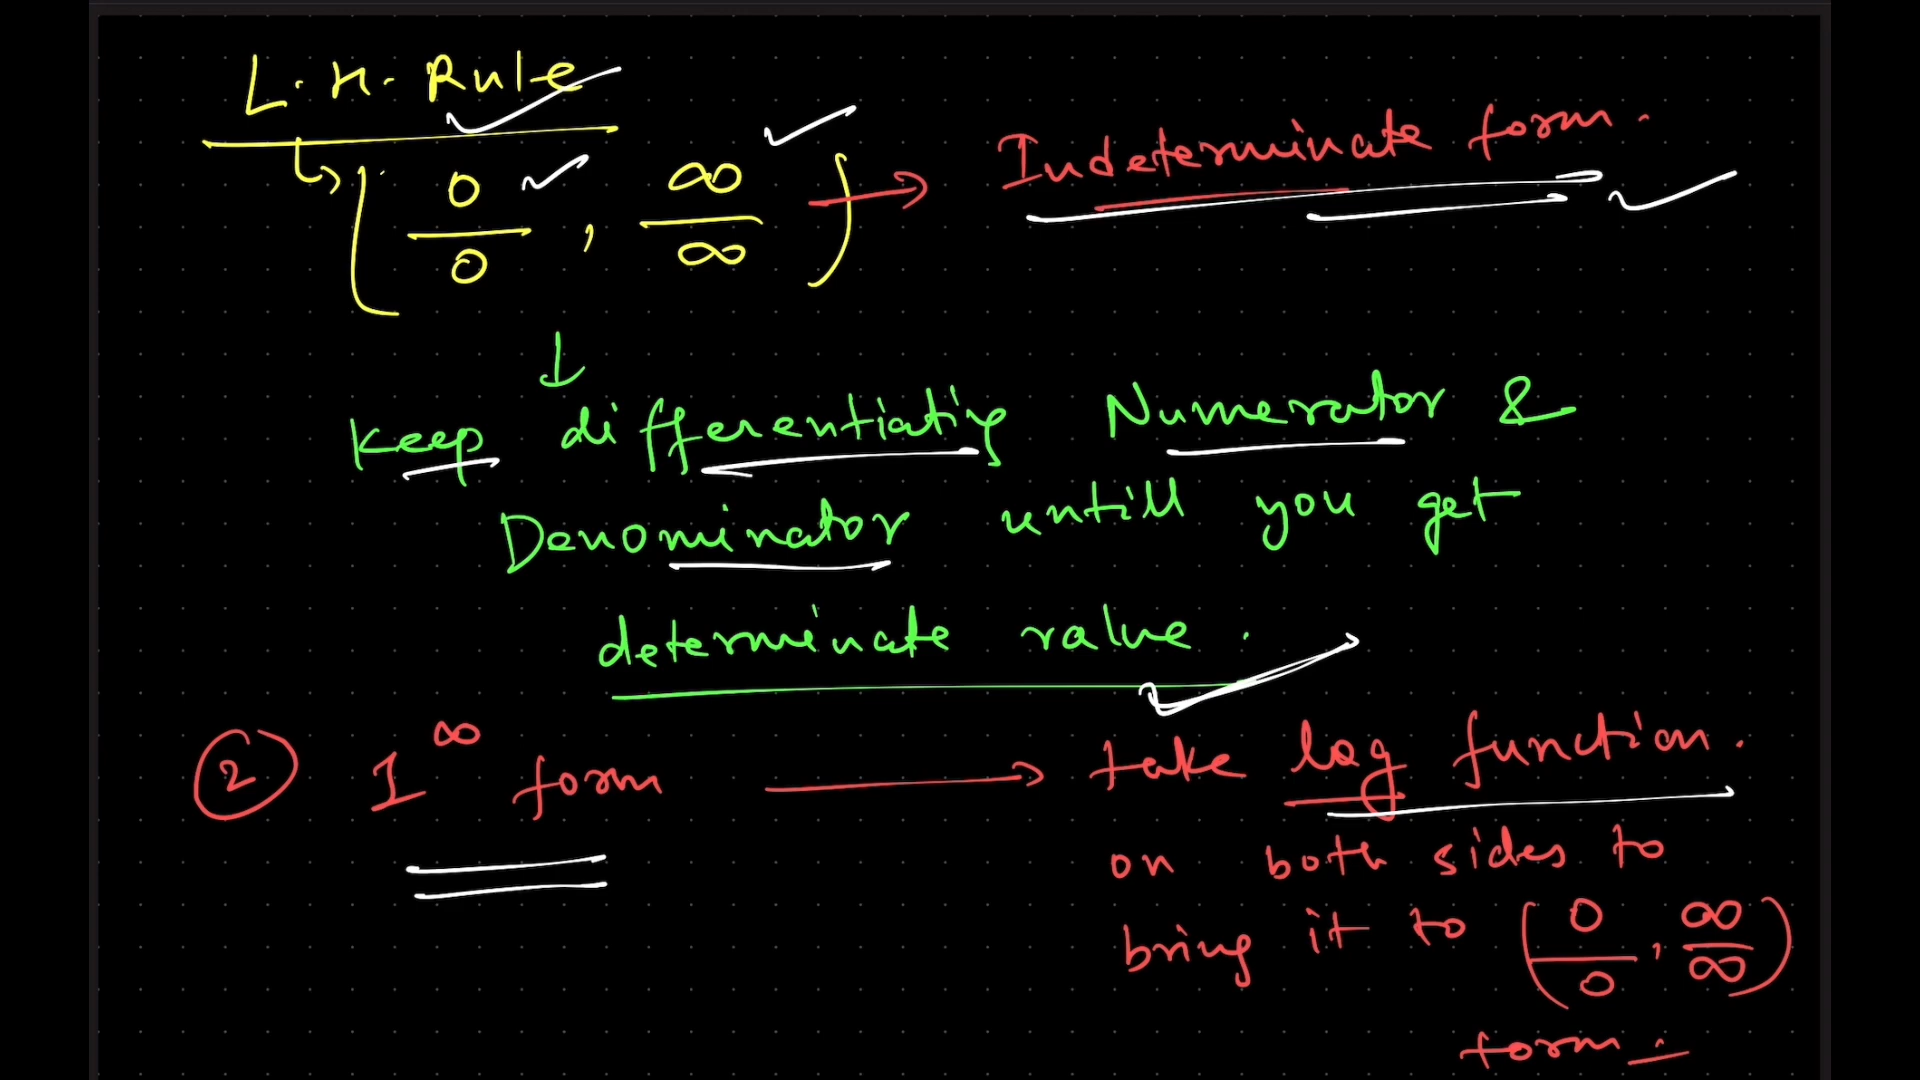 L.H. Rule
0/0 , ∞/∞ → Indeterminate form.
Keep differentiating Numerator &
Denominator untill you get
determinate value.
② 1^∞ form → take log function.
on both sides to
bring it to (0/0, ∞/∞)
form